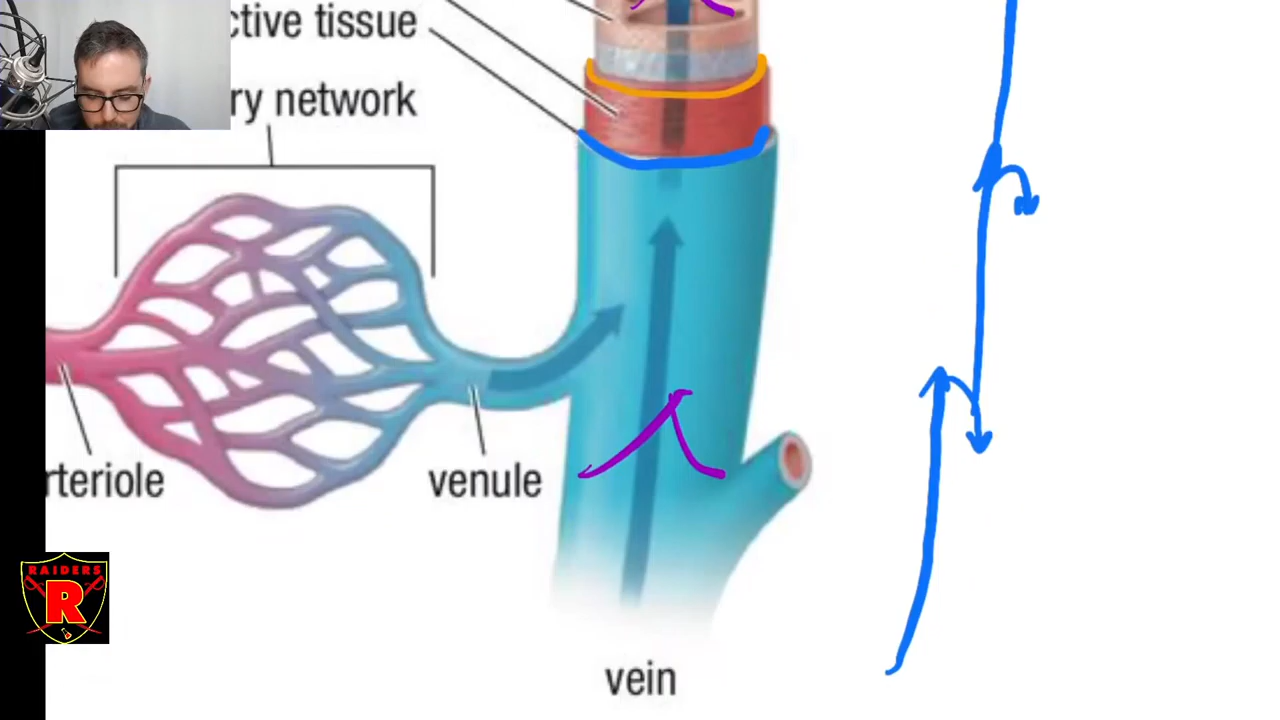 ctive tissue
ry network
rteriole
venule
RAIDERS
R
vein